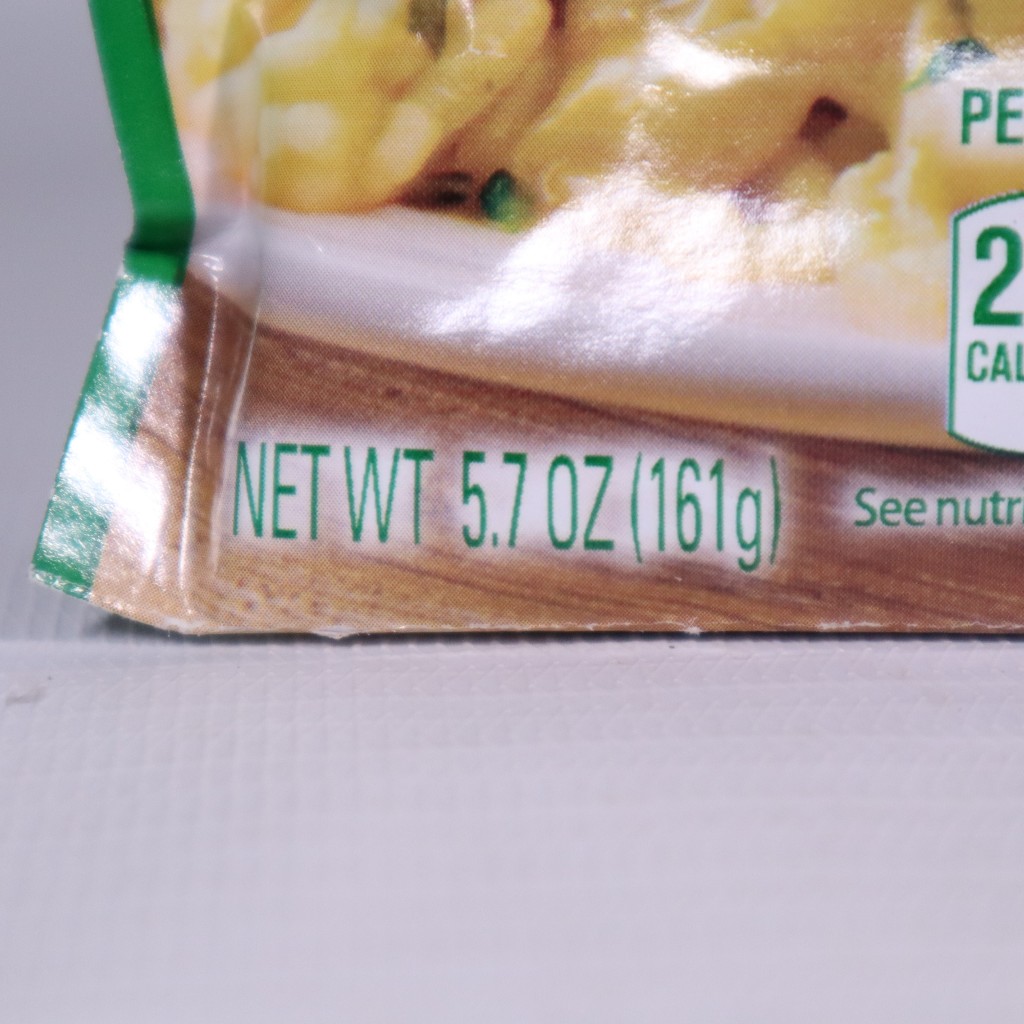 PE
2
CAL
NET WT 5.7 OZ (161g)
See nutri